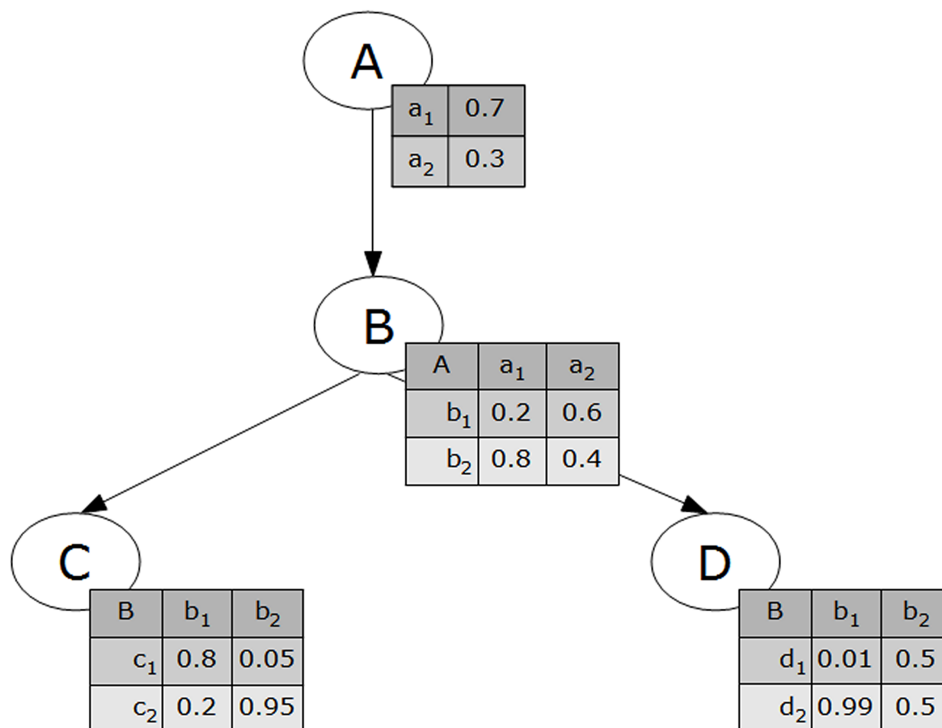 A
a₁ 0.7
a₂ 0.3
B
A a₁ a₂
b₁ 0.2 0.6
b₂ 0.8 0.4
C
B b₁ b₂
c₁ 0.8 0.05
c₂ 0.2 0.95
D
B b₁ b₂
d₁ 0.01 0.5
d₂ 0.99 0.5